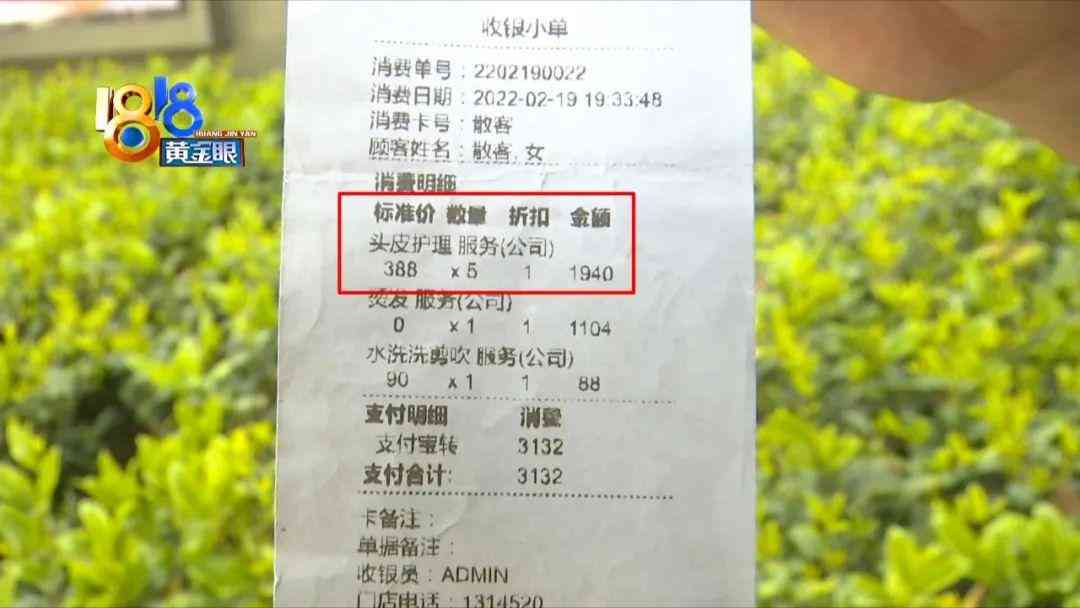 1818
HUANG JIN YAN
黄金眼
收银小单
消费单号：2202190022
消费日期：2022-02-19 19:33:48
消费卡号：散客
顾客姓名：散客, 女
消费明细
标准价 数量 折扣 金额
头皮护理 服务(公司)
388 x 5 1 1940
烫发 服务(公司)
0 x 1 1 1104
水洗洗剪吹 服务(公司)
90 x 1 1 88
支付明细 消费
支付宝转 3132
支付合计: 3132
卡备注：
单据备注：
收银员：ADMIN
门店电话：1314520